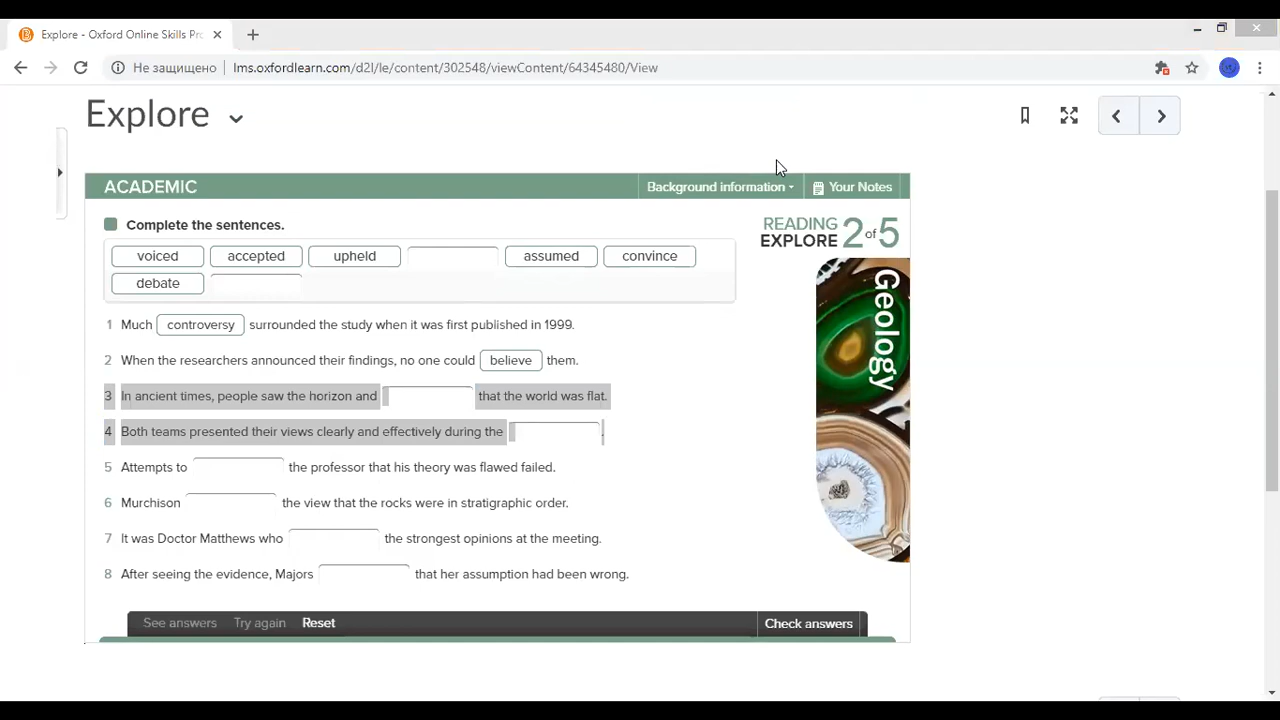 Explore - Oxford Online Skills Pro
Не защищено lms.oxfordlearn.com/d2l/le/content/302548/viewContent/64345480/View
Explore
ACADEMIC Background information Your Notes
Complete the sentences.
READING
EXPLORE 2 of 5
voiced accepted upheld assumed convince
debate
Geology
1 Much controversy surrounded the study when it was first published in 1999.
2 When the researchers announced their findings, no one could believe them.
3 In ancient times, people saw the horizon and that the world was flat.
4 Both teams presented their views clearly and effectively during the .
5 Attempts to the professor that his theory was flawed failed.
6 Murchison the view that the rocks were in stratigraphic order.
7 It was Doctor Matthews who the strongest opinions at the meeting.
8 After seeing the evidence, Majors that her assumption had been wrong.
See answers Try again Reset Check answers